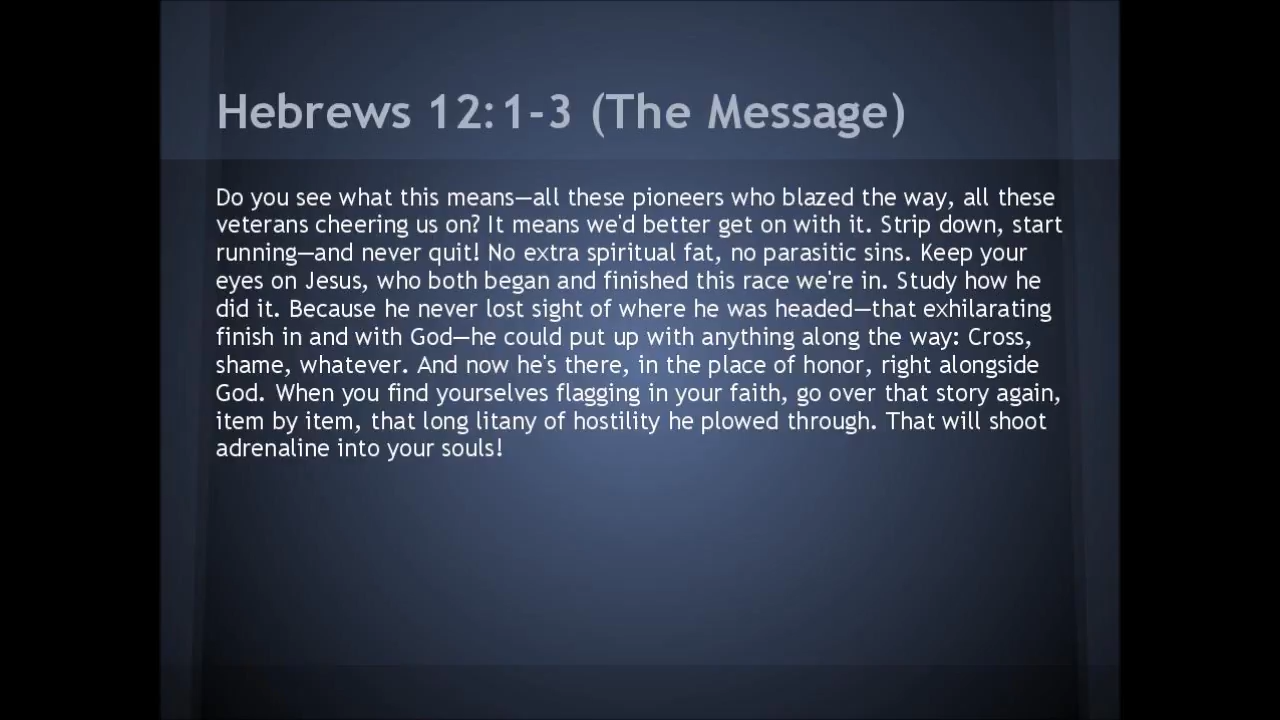 Hebrews 12:1-3 (The Message)
Do you see what this means—all these pioneers who blazed the way, all these
veterans cheering us on? It means we'd better get on with it. Strip down, start
running—and never quit! No extra spiritual fat, no parasitic sins. Keep your
eyes on Jesus, who both began and finished this race we're in. Study how he
did it. Because he never lost sight of where he was headed—that exhilarating
finish in and with God—he could put up with anything along the way: Cross,
shame, whatever. And now he's there, in the place of honor, right alongside
God. When you find yourselves flagging in your faith, go over that story again,
item by item, that long litany of hostility he plowed through. That will shoot
adrenaline into your souls!